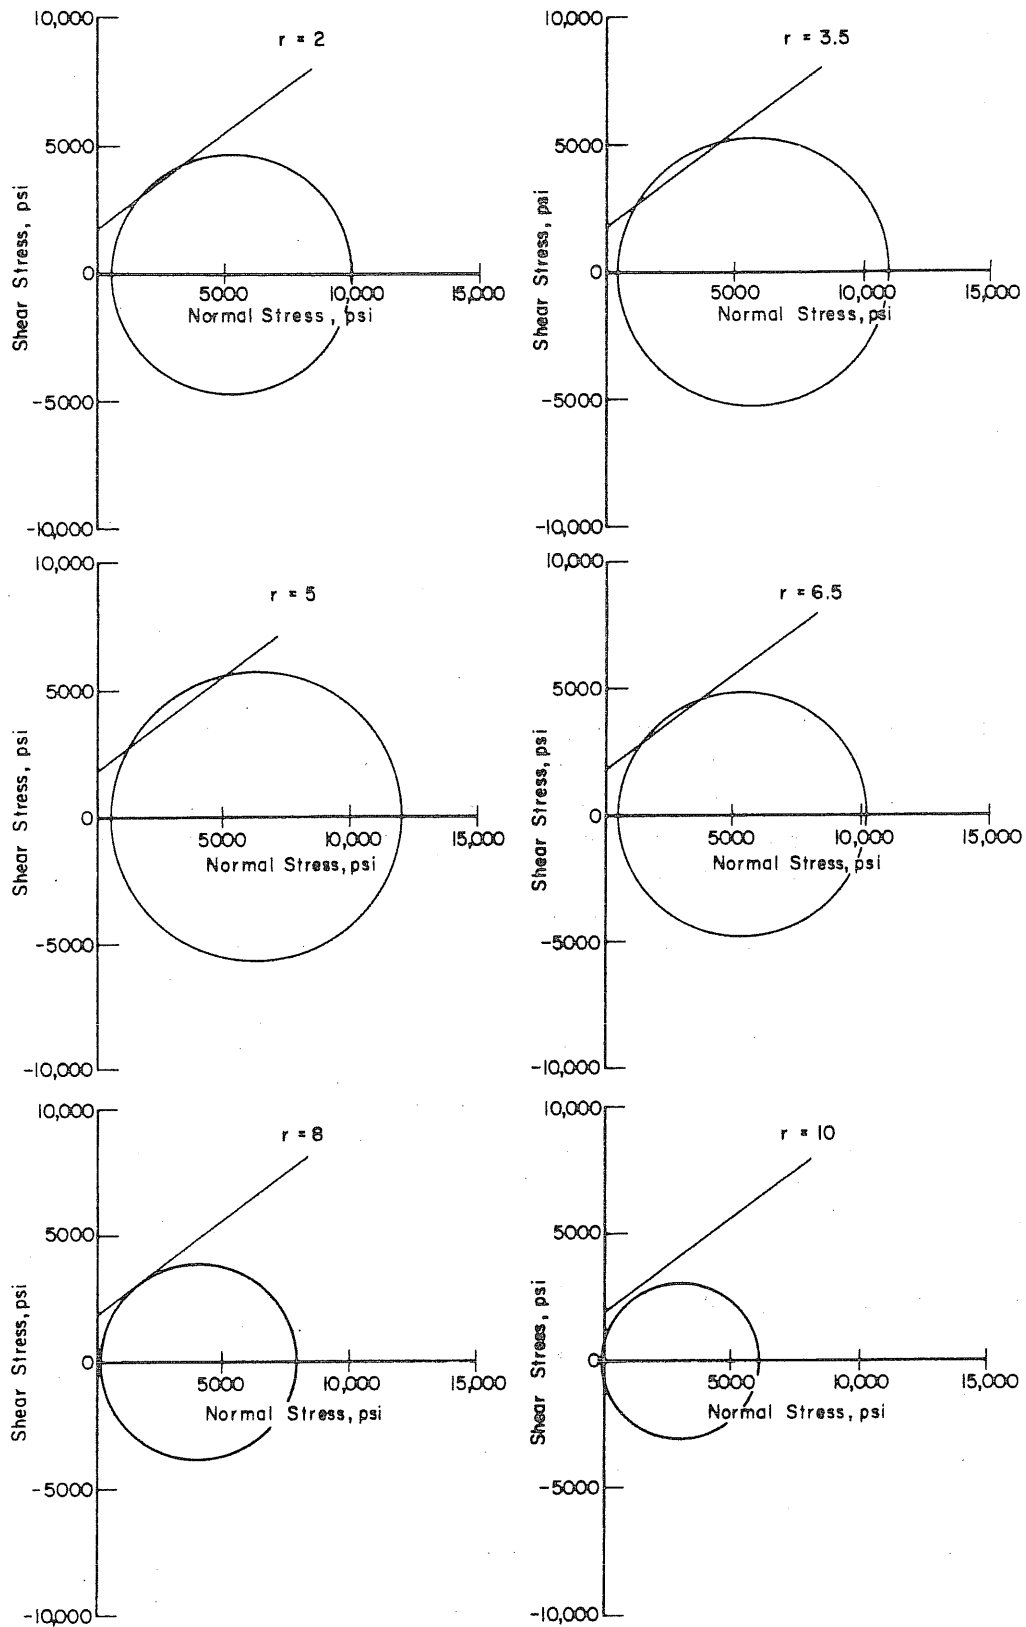 10,000
r = 2
5000
0
5000
10,000
15,000
Normal Stress, psi
Shear Stress, psi
-5000
-10,000
10,000
r = 3.5
5000
0
5000
10,000
15,000
Normal Stress, psi
Shear Stress, psi
-5000
-10,000
10,000
r = 5
5000
0
5000
10,000
15,000
Normal Stress, psi
Shear Stress, psi
-5000
-10,000
10,000
r = 6.5
5000
0
5000
10,000
15,000
Normal Stress, psi
Shear Stress, psi
-5000
-10,000
10,000
r = 8
5000
0
5000
10,000
15,000
Normal Stress, psi
Shear Stress, psi
-5000
-10,000
10,000
r = 10
5000
0
5000
10,000
15,000
Normal Stress, psi
Shear Stress, psi
-5000
-10,000